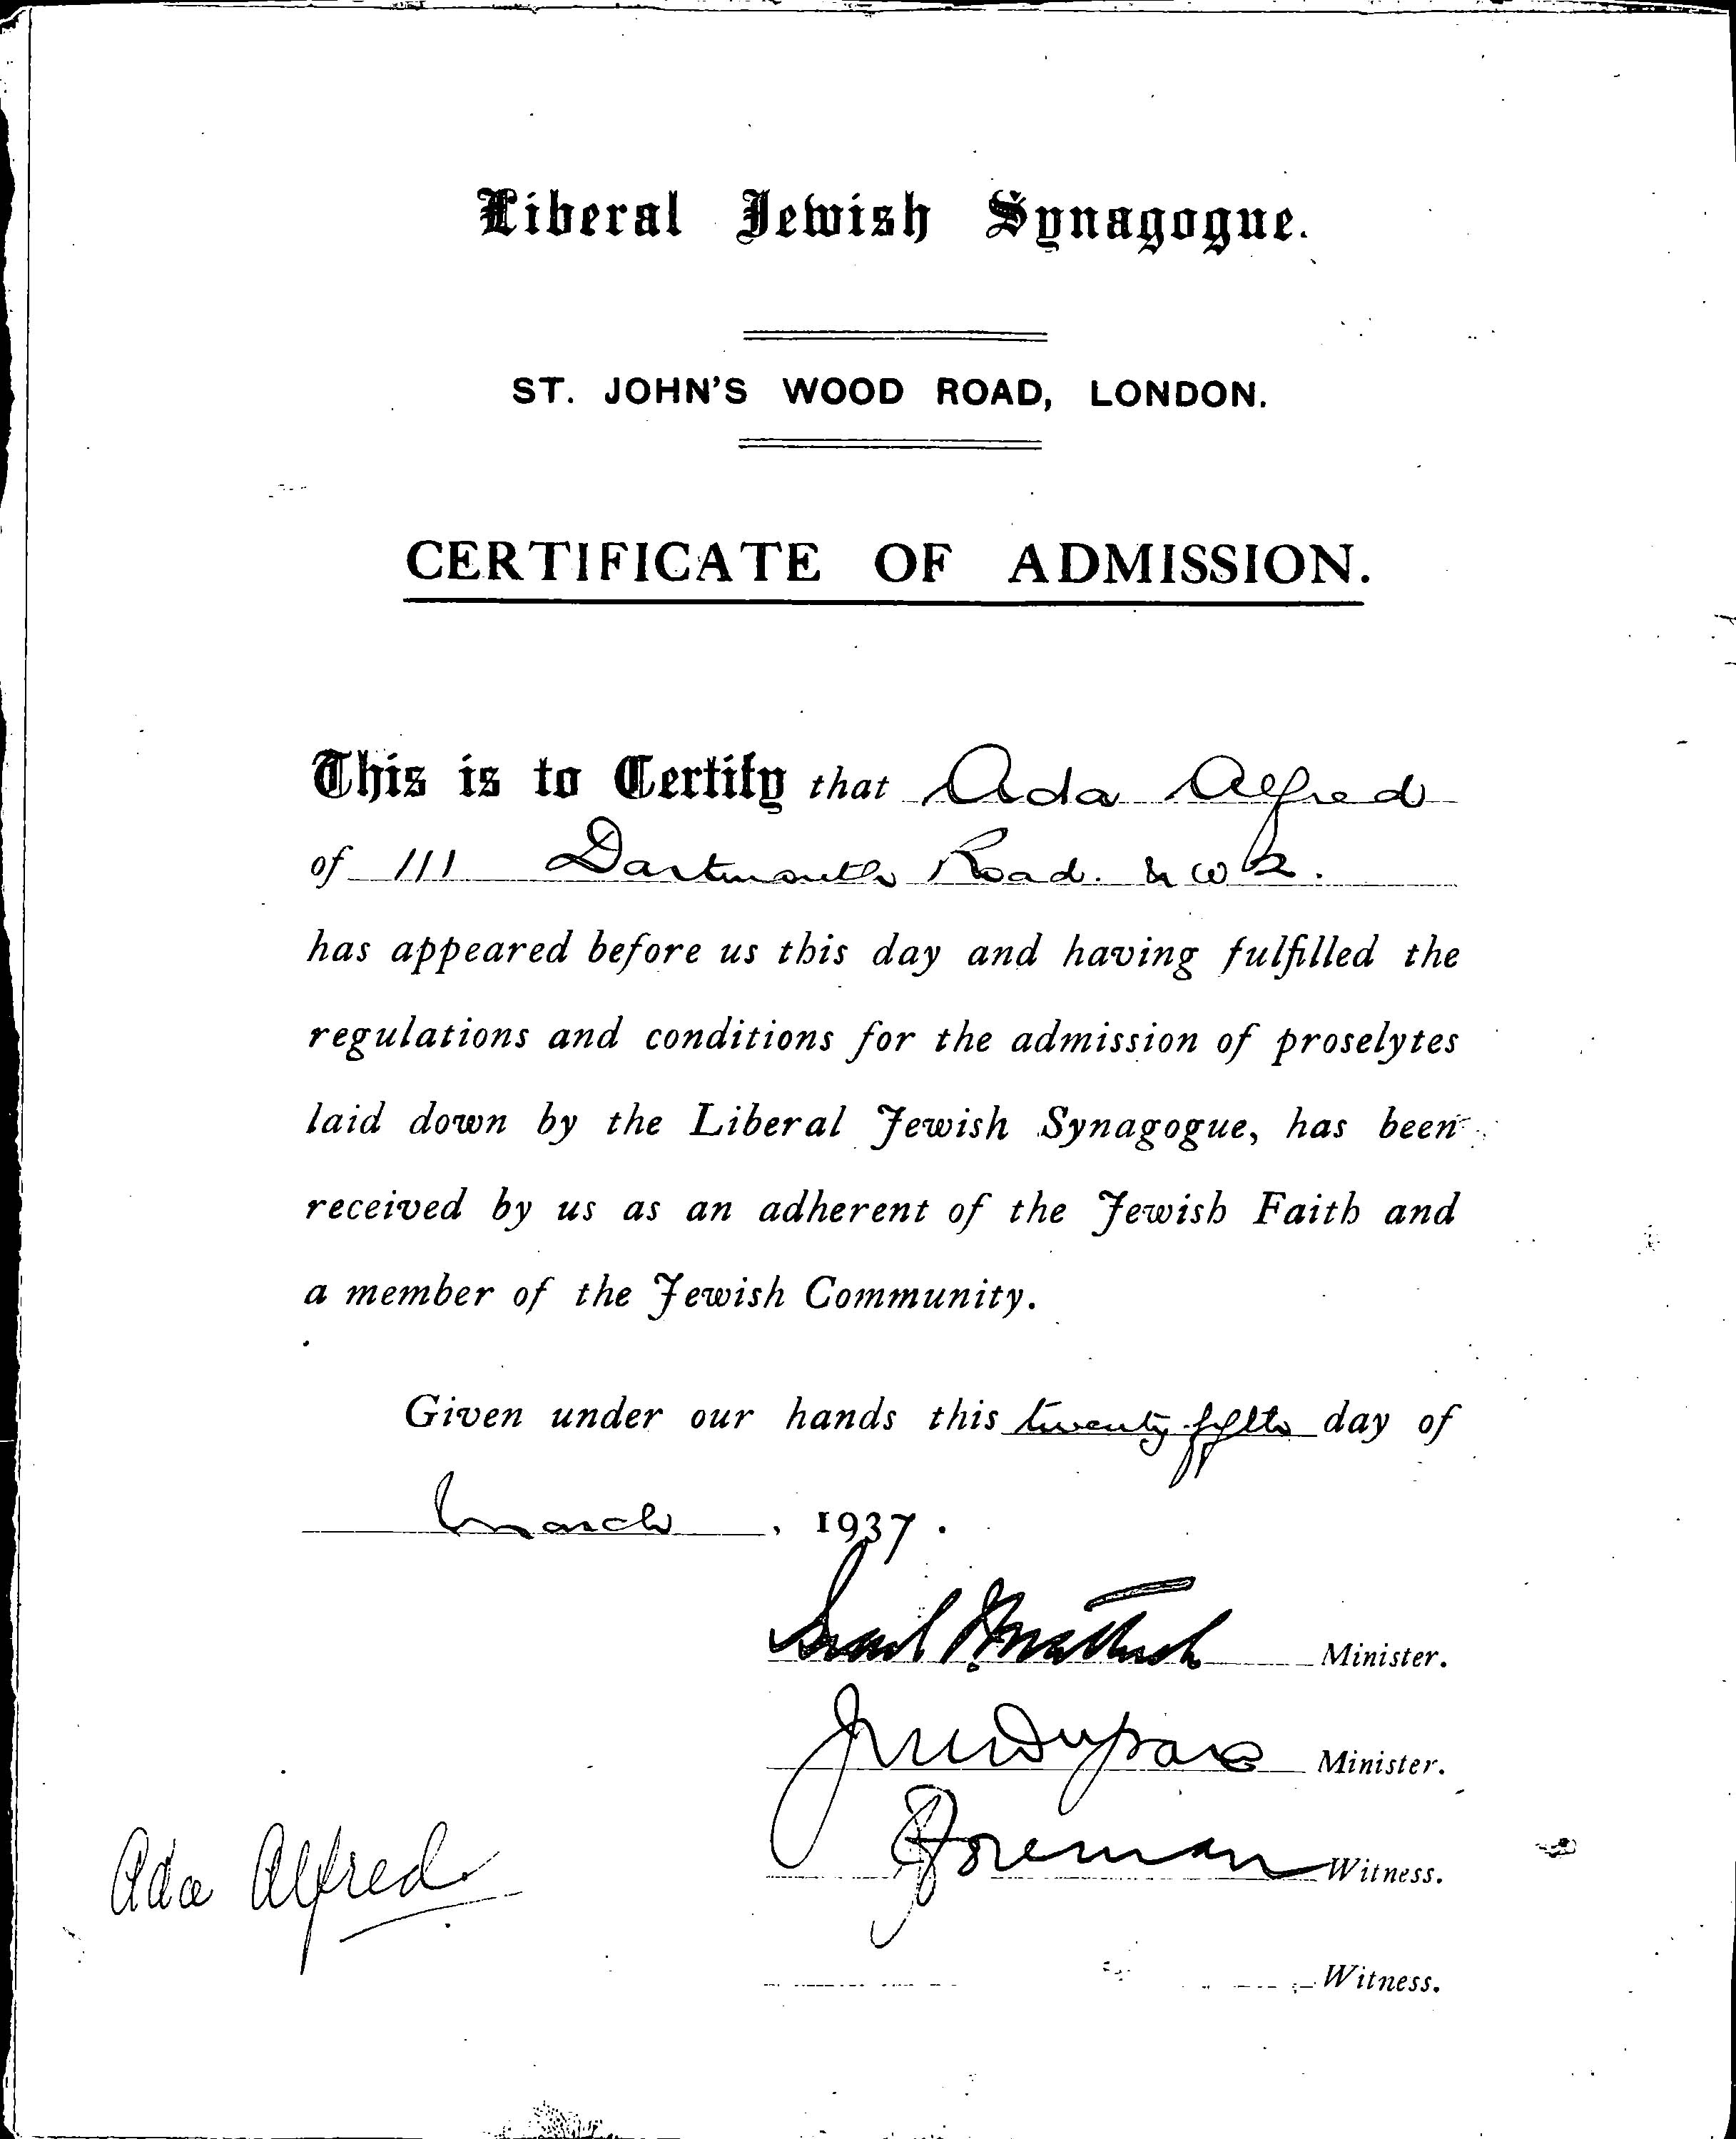 Liberal Jewish Synagogue.
ST. JOHN'S WOOD ROAD, LONDON.
CERTIFICATE OF ADMISSION.
This is to Certify that Ada Alfred
of 111 Dartmouth Road. N W 2.
has appeared before us this day and having fulfilled the
regulations and conditions for the admission of proselytes
laid down by the Liberal Jewish Synagogue, has been
received by us as an adherent of the Jewish Faith and
a member of the Jewish Community.
Given under our hands this twenty-fifth day of
March, 1937.
Israel I. Mattuck Minister.
Minister.
Foreman Witness.
Ada Alfred
Witness.